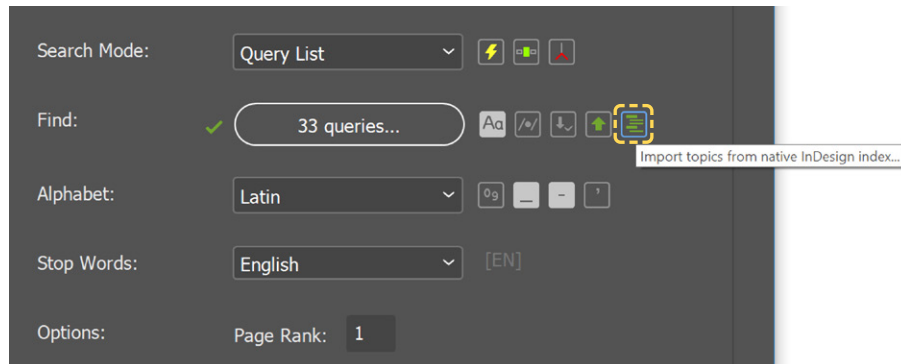 Search Mode: Query List
Find: 33 queries... Aa /•/
Import topics from native InDesign index...
Alphabet: Latin 09 _ - '
Stop Words: English [EN]
Options: Page Rank: 1